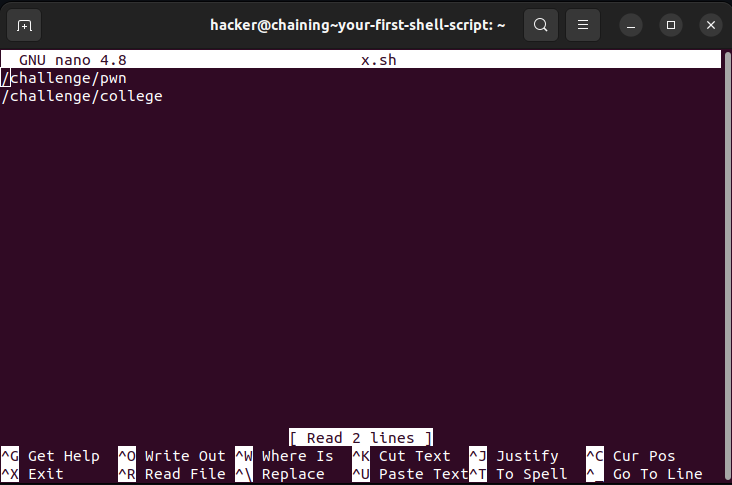 hacker@chaining~your-first-shell-script: ~
GNU nano 4.8 x.sh
/challenge/pwn
/challenge/college
[ Read 2 lines ]
^G Get Help ^O Write Out ^W Where Is ^K Cut Text ^J Justify ^C Cur Pos
^X Exit ^R Read File ^\ Replace ^U Paste Text^T To Spell ^_ Go To Line